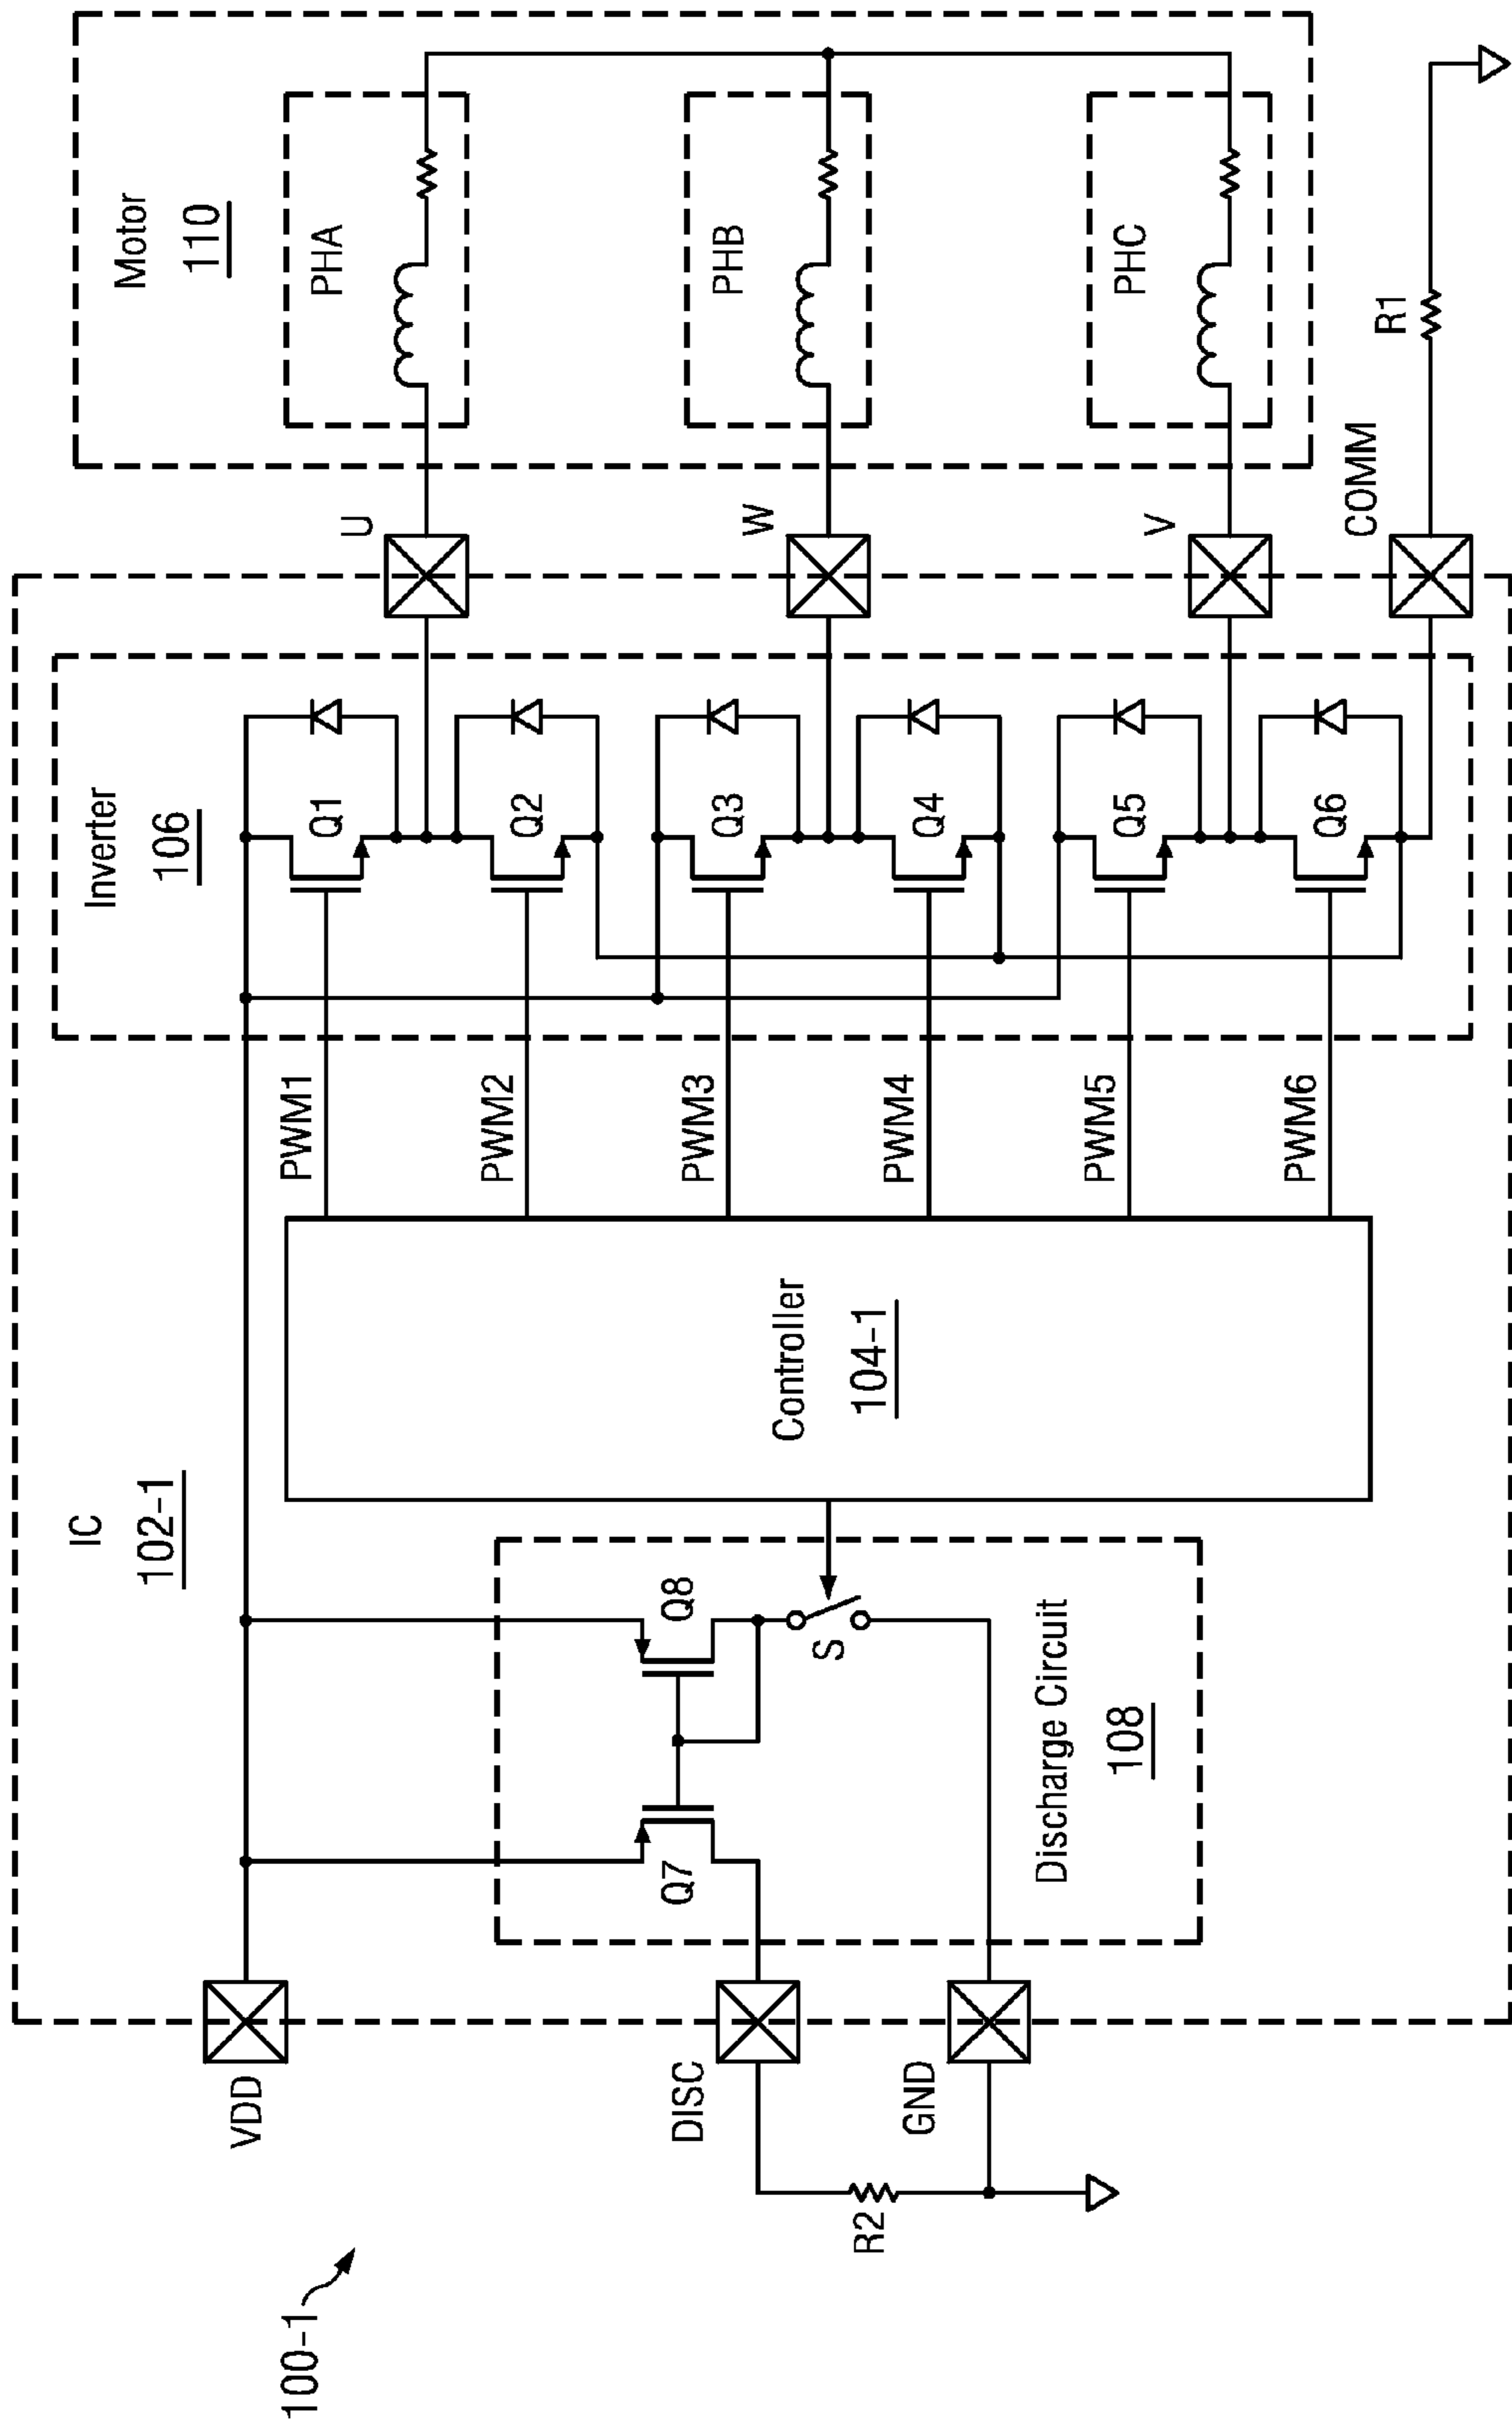 100-1
IC
102-1
Inverter
106
Motor
110
VDD
PWM1
Q1
U
PHA
PWM2
Q2
Q7
Q8
DISC
PWM3
Q3
W
PHB
Controller
104-1
S
R2
PWM4
Q4
GND
Discharge Circuit
108
PWM5
Q5
V
PHC
PWM6
Q6
COMM
R1